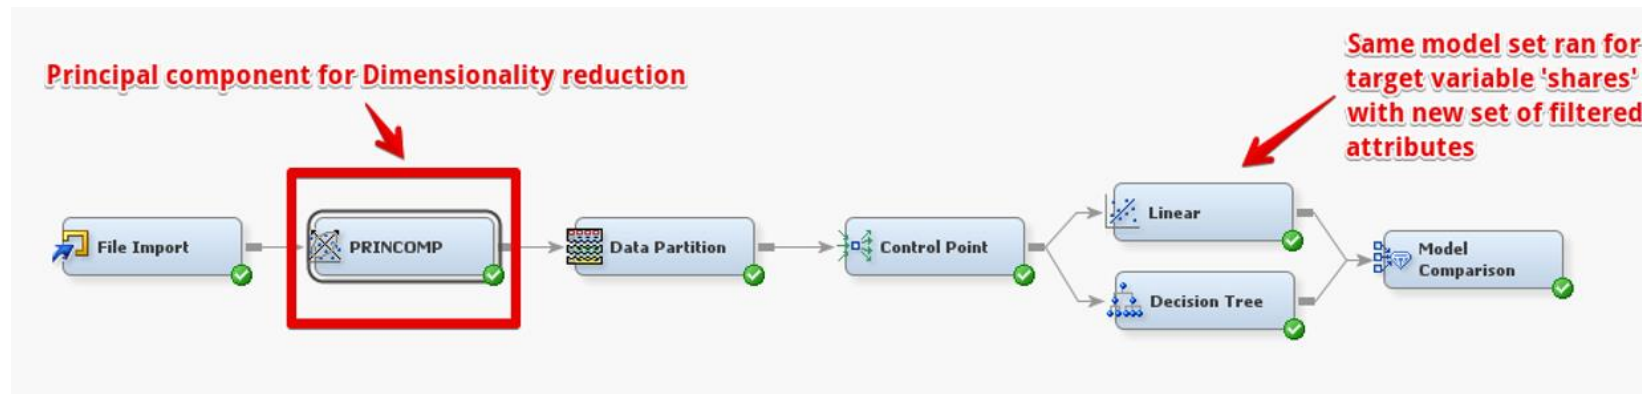 Same model set ran for
Principal component for Dimensionality reduction
target variable 'shares'
with new set of filtered
attributes
File Import
PRINCOMP
Data Partition
Control Point
Linear
Decision Tree
Model
Comparison